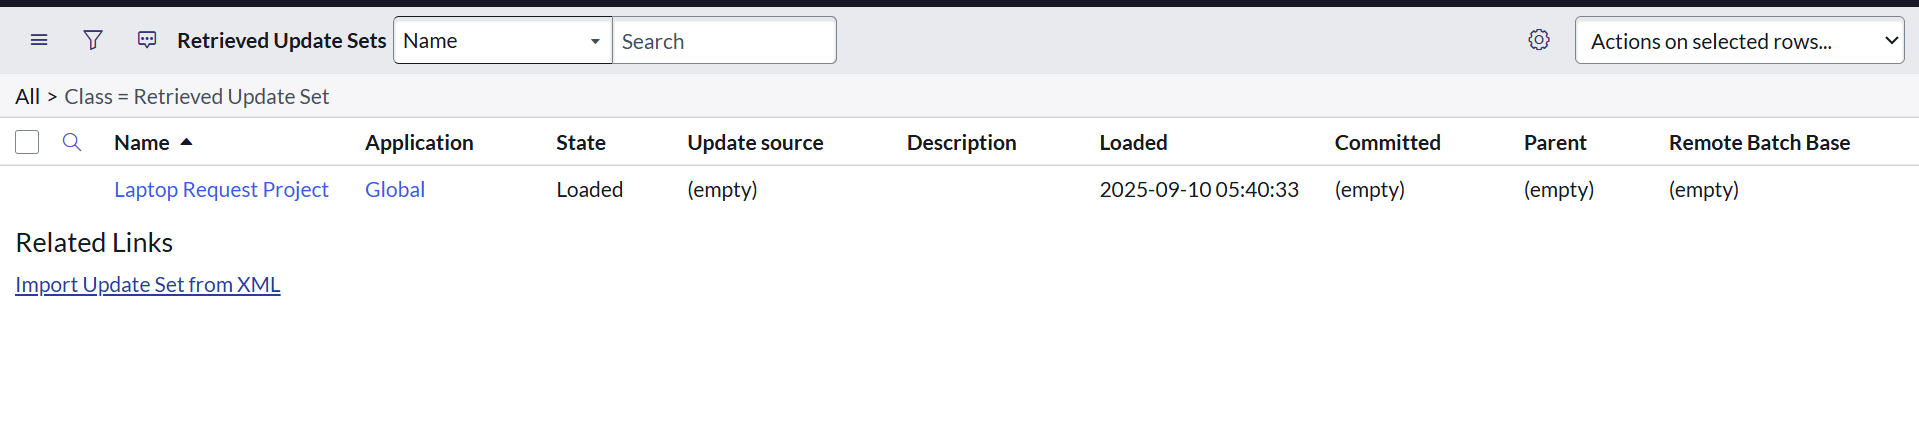 Retrieved Update Sets Name Search Actions on selected rows...
All > Class = Retrieved Update Set
Name Application State Update source Description Loaded Committed Parent Remote Batch Base
Laptop Request Project Global Loaded (empty) 2025-09-10 05:40:33 (empty) (empty) (empty)
Related Links
Import Update Set from XML